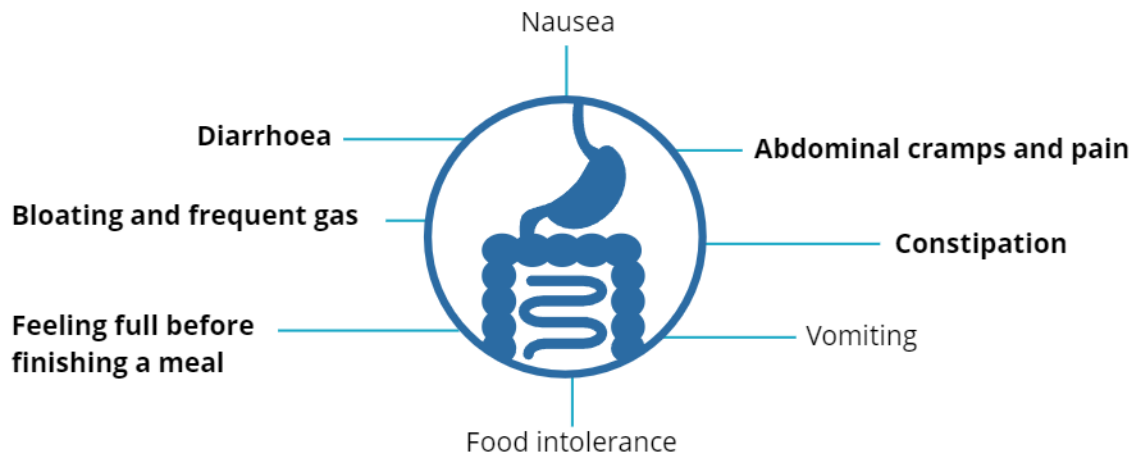 Nausea
Diarrhoea
Abdominal cramps and pain
Bloating and frequent gas
Constipation
Feeling full before
finishing a meal
Vomiting
Food intolerance